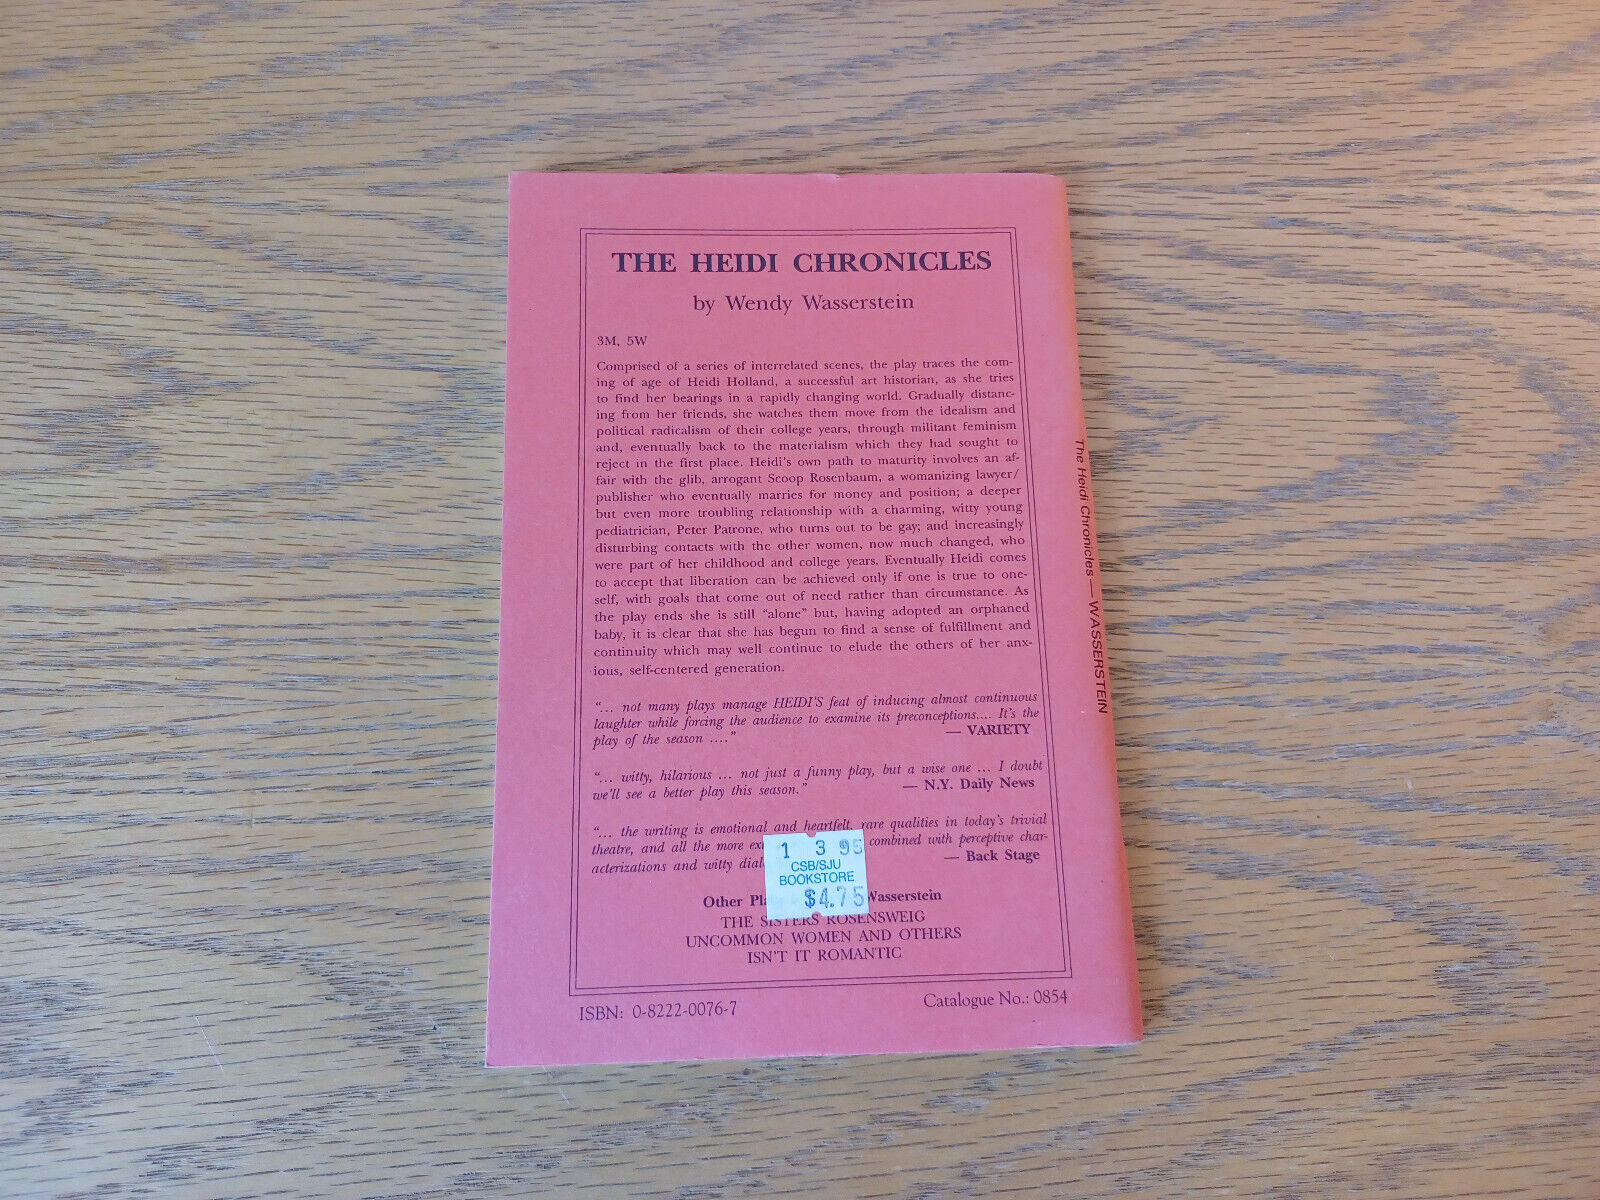 THE HEIDI CHRONICLES
by Wendy Wasserstein
3M, 5W
Comprised of a series of interrelated scenes, the play traces the com-
ing of age of Heidi Holland, a successful art historian, as she tries
to find her bearings in a rapidly changing world. Gradually distanc-
ing from her friends, she watches them move from the idealism and
political radicalism of their college years, through militant feminism
and, eventually back to the materialism which they had sought to
reject in the first place. Heidi's own path to maturity involves an af-
fair with the glib, arrogant Scoop Rosenbaum, a womanizing lawyer/
publisher who eventually marries for money and position; a deeper
but even more troubling relationship with a charming, witty young
pediatrician, Peter Patrone, who turns out to be gay; and increasingly
disturbing contacts with the other women, now much changed, who
were part of her childhood and college years. Eventually Heidi comes
to accept that liberation can be achieved only if one is true to one-
self, with goals that come out of need rather than circumstance. As
the play ends she is still "alone" but, having adopted an orphaned
baby, it is clear that she has begun to find a sense of fulfillment and
continuity which may well continue to elude the others of her anx-
ious, self-centered generation.
"... not many plays manage HEIDI'S feat of inducing almost continuous
laughter while forcing the audience to examine its preconceptions.... It's the
play of the season ...." — VARIETY
"... witty, hilarious ... not just a funny play, but a wise one ... I doubt
we'll see a better play this season." — N.Y. Daily News
"... the writing is emotional and heartfelt, rare qualities in today's trivial
theatre, and all the more combined with perceptive char-
acterizations and witty — Back Stage
1 3 95
CSB/SJU
BOOKSTORE
$4.75
Other Wasserstein
THE SISTERS ROSENSWEIG
UNCOMMON WOMEN AND OTHERS
ISN'T IT ROMANTIC
ISBN: 0-8222-0076-7
Catalogue No.: 0854
The Heidi Chronicles — WASSERSTEIN